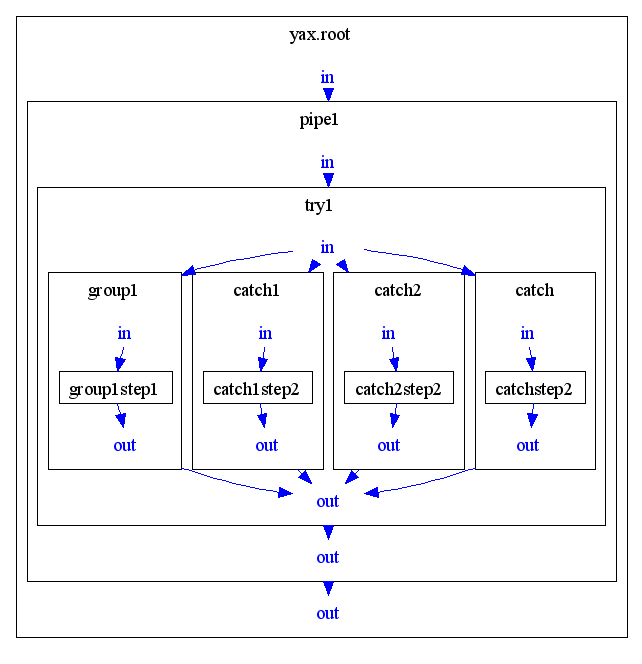 yax.root
in
pipe1
in
try1
in
group1 catch1 catch2 catch
in in in in
group1step1 catch1step2 catch2step2 catchstep2
out out out out
out
out
out